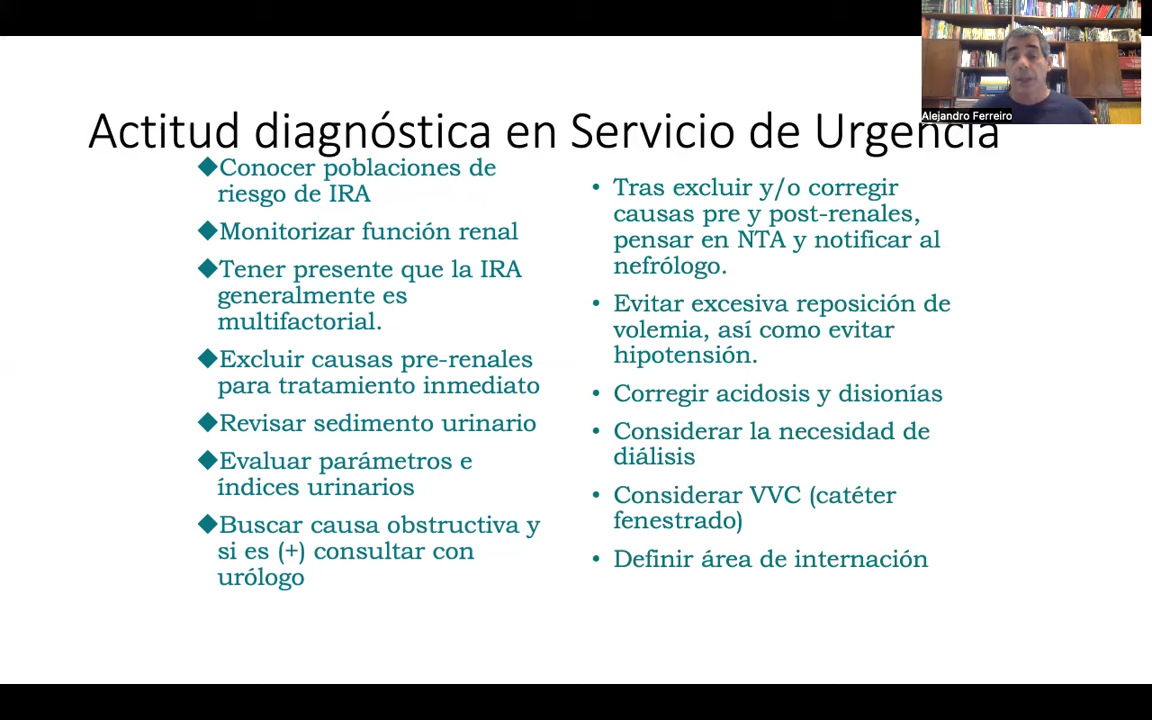 Alejandro Ferreiro
Actitud diagnóstica en Servicio de Urgencia
◆Conocer poblaciones de
riesgo de IRA
◆Monitorizar función renal
◆Tener presente que la IRA
generalmente es
multifactorial.
◆Excluir causas pre-renales
para tratamiento inmediato
◆Revisar sedimento urinario
◆Evaluar parámetros e
índices urinarios
◆Buscar causa obstructiva y
si es (+) consultar con
urólogo
• Tras excluir y/o corregir
causas pre y post-renales,
pensar en NTA y notificar al
nefrólogo.
• Evitar excesiva reposición de
volemia, así como evitar
hipotensión.
• Corregir acidosis y disionías
• Considerar la necesidad de
diálisis
• Considerar VVC (catéter
fenestrado)
• Definir área de internación